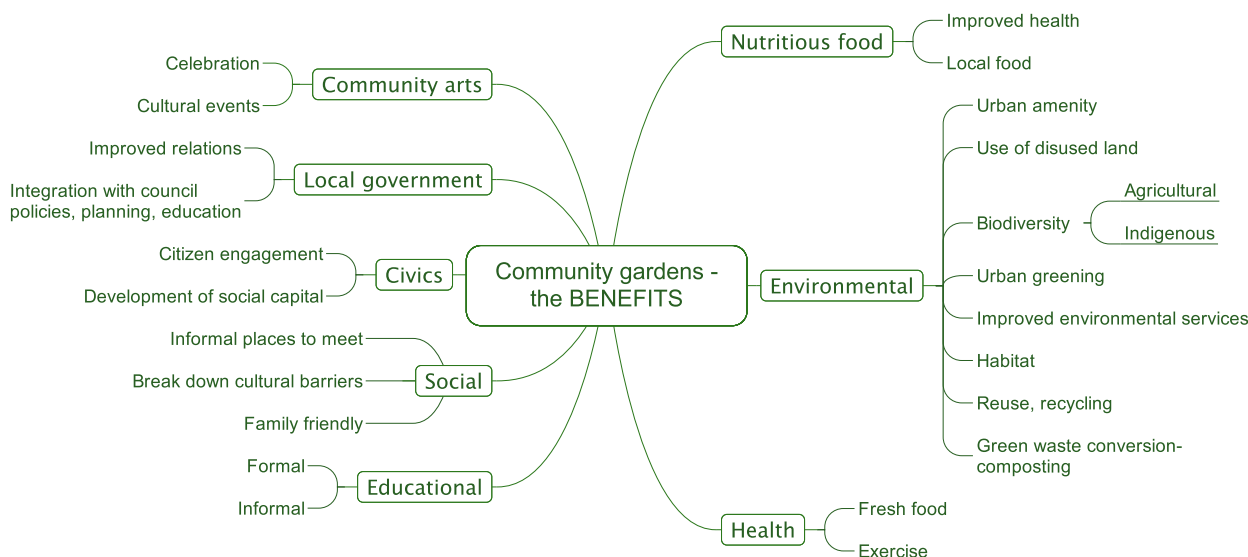 Community gardens -
the BENEFITS
Nutritious food
Improved health
Local food
Environmental
Urban amenity
Use of disused land
Biodiversity
Agricultural
Indigenous
Urban greening
Improved environmental services
Habitat
Reuse, recycling
Green waste conversion-
composting
Health
Fresh food
Exercise
Community arts
Celebration
Cultural events
Local government
Improved relations
Integration with council
policies, planning, education
Civics
Citizen engagement
Development of social capital
Social
Informal places to meet
Break down cultural barriers
Family friendly
Educational
Formal
Informal